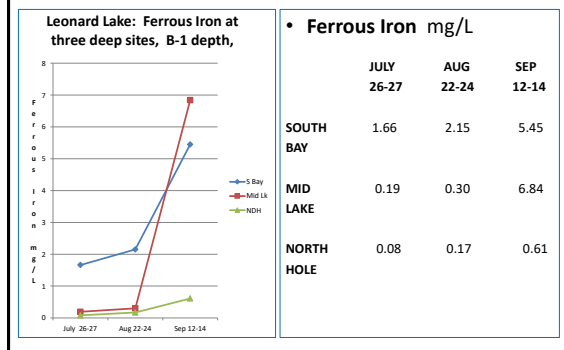 Leonard Lake: Ferrous Iron at
three deep sites, B-1 depth,
8
7
6
5
4
3
2
1
0
Ferrous Iron mg/L
July 26-27
Aug 22-24
Sep 12-14
S Bay
Mid Lk
NDH
• Ferrous Iron mg/L
JULY AUG SEP
26-27 22-24 12-14
SOUTH 1.66 2.15 5.45
BAY
MID 0.19 0.30 6.84
LAKE
NORTH 0.08 0.17 0.61
HOLE